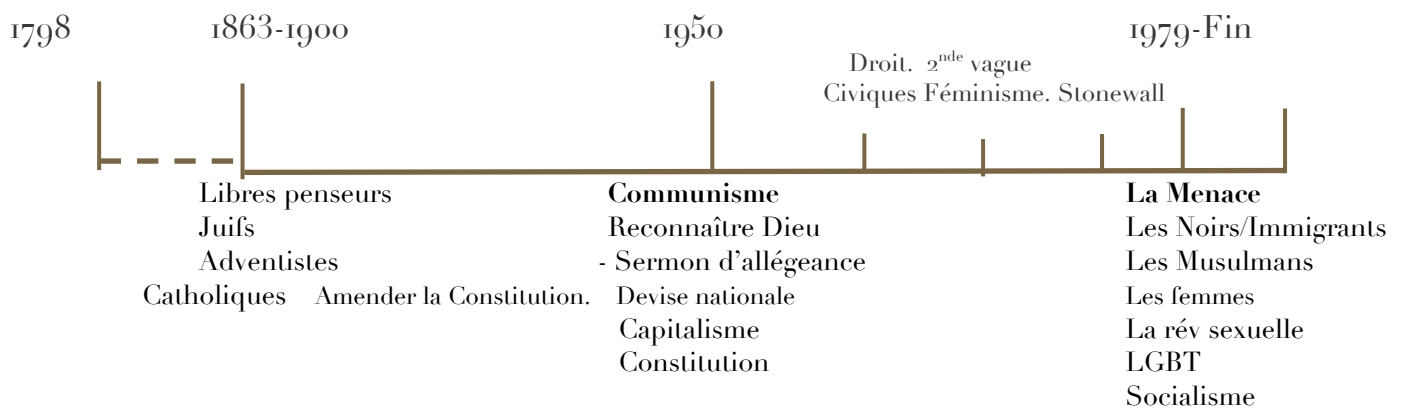 1798 1863-1900 1950 1979-Fin
Droit. 2nde vague
Civiques Féminisme. Stonewall
Libres penseurs Communisme La Menace
Juifs Reconnaître Dieu Les Noirs/Immigrants
Adventistes - Sermon d’allégeance Les Musulmans
Catholiques Amender la Constitution. Devise nationale Les femmes
Capitalisme La rév sexuelle
Constitution LGBT
Socialisme